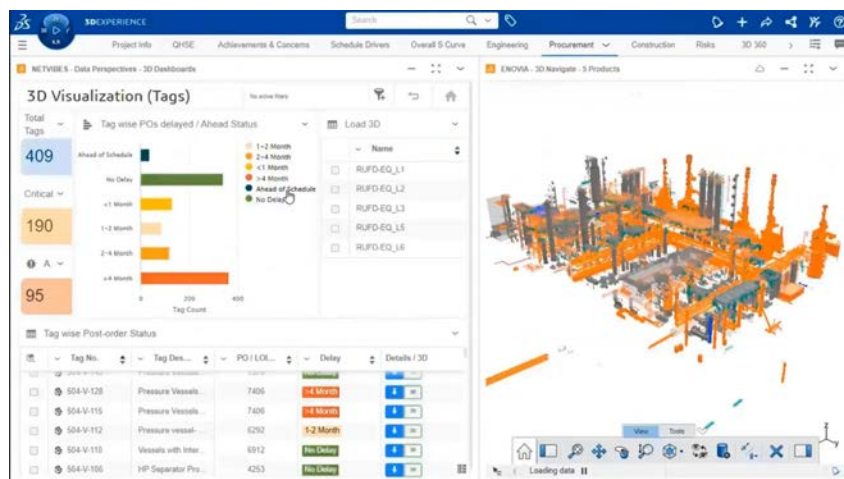 3DEXPERIENCE
Search
Project Info QHSE Achievements & Concerns Schedule Drivers Overall S Curve Engineering Procurement Construction Risks 3D 360
NETVIBES - Data Perspectives - 3D Dashboards
ENOVIA - 3D Navigate - 5 Products
3D Visualization (Tags)
No active filters
Total Tags
409
Critical
190
A
95
Tag wise POs delayed / Ahead Status
Ahead of Schedule
No Delay
<1 Month
1-2 Month
2-4 Month
>4 Month
0 200 400
Tag Count
1-2 Month
2-4 Month
<1 Month
>4 Month
Ahead of Schedule
No Delay
Load 3D
Name
RUFD-EQ_L1
RUFD-EQ_L2
RUFD-EQ_L3
RUFD-EQ_L5
RUFD-EQ_L6
Tag wise Post-order Status
Tag No. Tag Des... PO / LOI... Delay Details / 3D
504-V-128 Pressure Vessels... 7406 >4 Month
504-V-115 Pressure Vessels... 7406 >4 Month
504-V-112 Pressure vessel-... 6292 1-2 Month
504-V-110 Vessels with Inter... 6912 No Delay
504-V-106 HP Separator Pro... 4253 No Delay
View Tools
Loading data
Z
Y